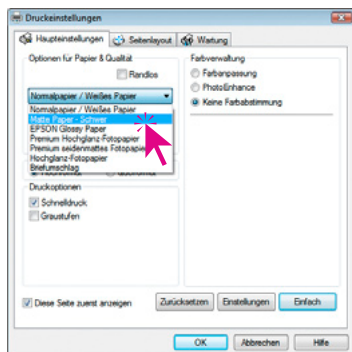 Druckeinstellungen
Haupteinstellungen Seitenlayout Wartung
Optionen für Papier & Qualität
Randlos
Normalpapier / Weißes Papier
Normalpapier / Weißes Papier
Matte Paper - Schwer
EPSON Glossy Paper
Premium Hochglanz-Fotopapier
Premium seidenmattes Fotopapier
Hochglanz-Fotopapier
Briefumschlag
Hochformat Querformat
Druckoptionen
Schnelldruck
Graustufen
Farbverwaltung
Farbanpassung
PhotoEnhance
Keine Farbabstimmung
Diese Seite zuerst anzeigen Zurücksetzen Einstellungen Einfach
OK Abbrechen Hilfe